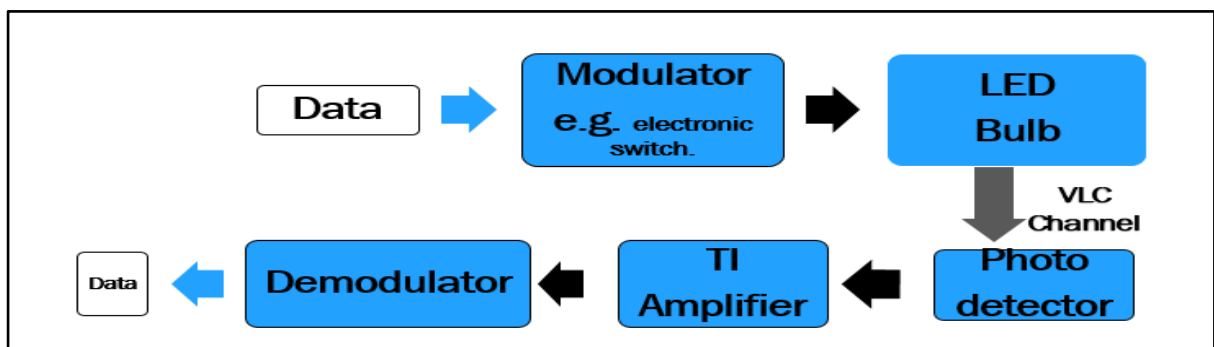 Data
Modulator
e.g. electronic
switch.
LED
Bulb
VLC
Channel
Photo
detector
TI
Amplifier
Demodulator
Data